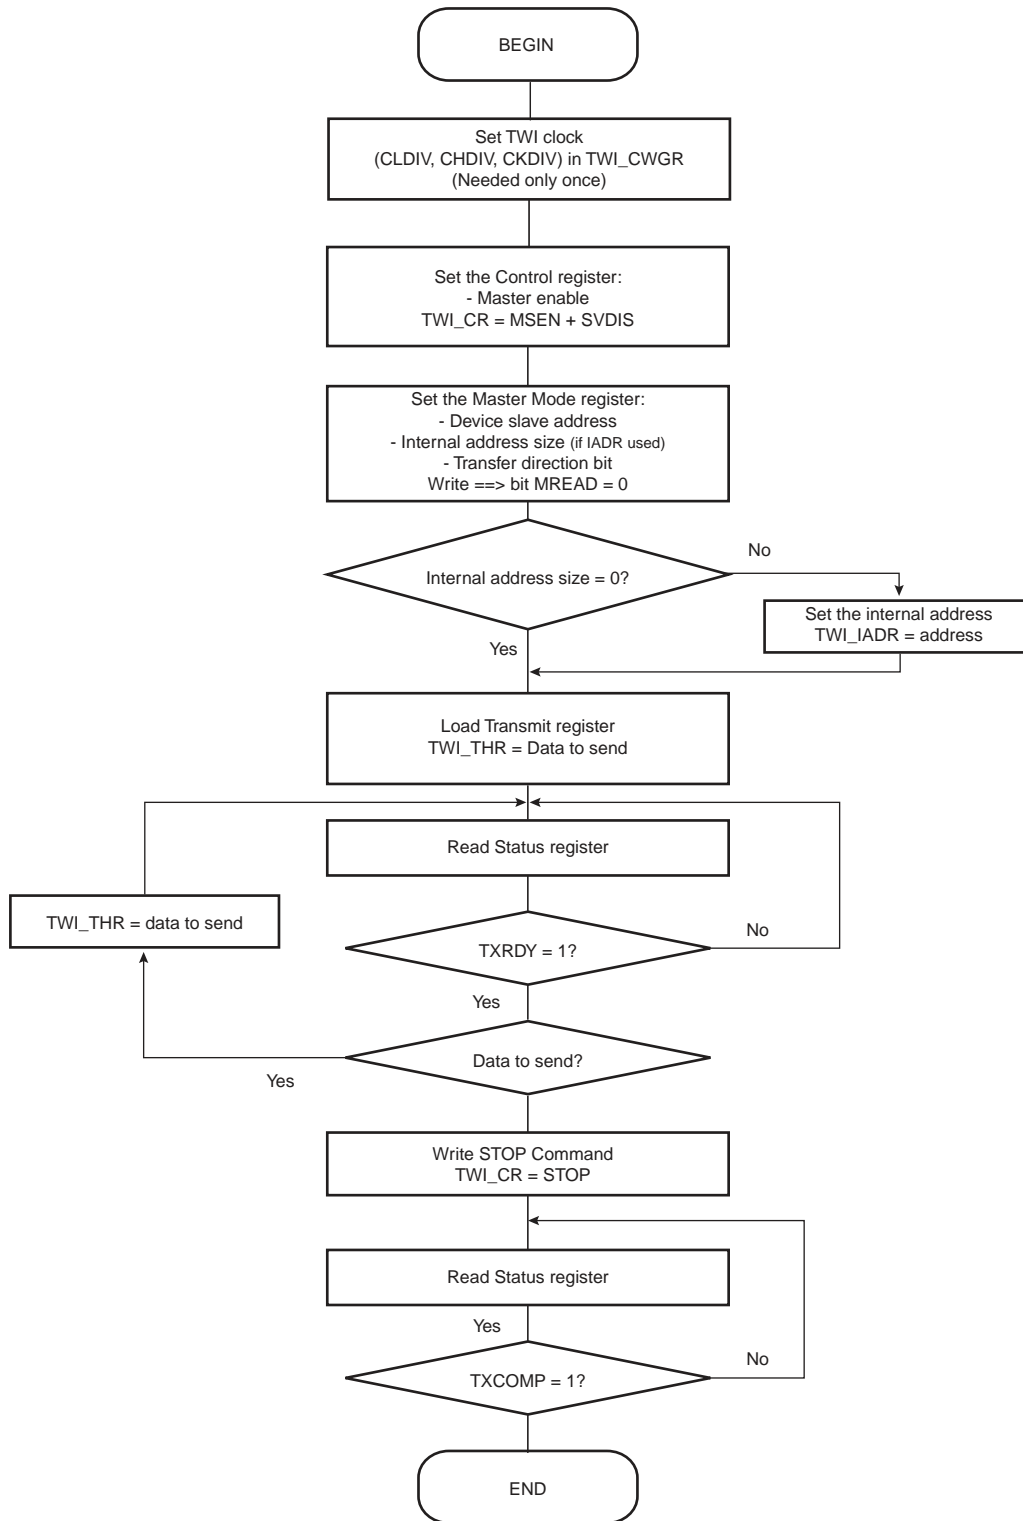 BEGIN
Set TWI clock
(CLDIV, CHDIV, CKDIV) in TWI_CWGR
(Needed only once)
Set the Control register:
- Master enable
TWI_CR = MSEN + SVDIS
Set the Master Mode register:
- Device slave address
- Internal address size (if IADR used)
- Transfer direction bit
Write ==> bit MREAD = 0
No
Internal address size = 0?
Set the internal address
TWI_IADR = address
Yes
Load Transmit register
TWI_THR = Data to send
Read Status register
TWI_THR = data to send
No
TXRDY = 1?
Yes
Data to send?
Yes
Write STOP Command
TWI_CR = STOP
Read Status register
Yes
No
TXCOMP = 1?
END